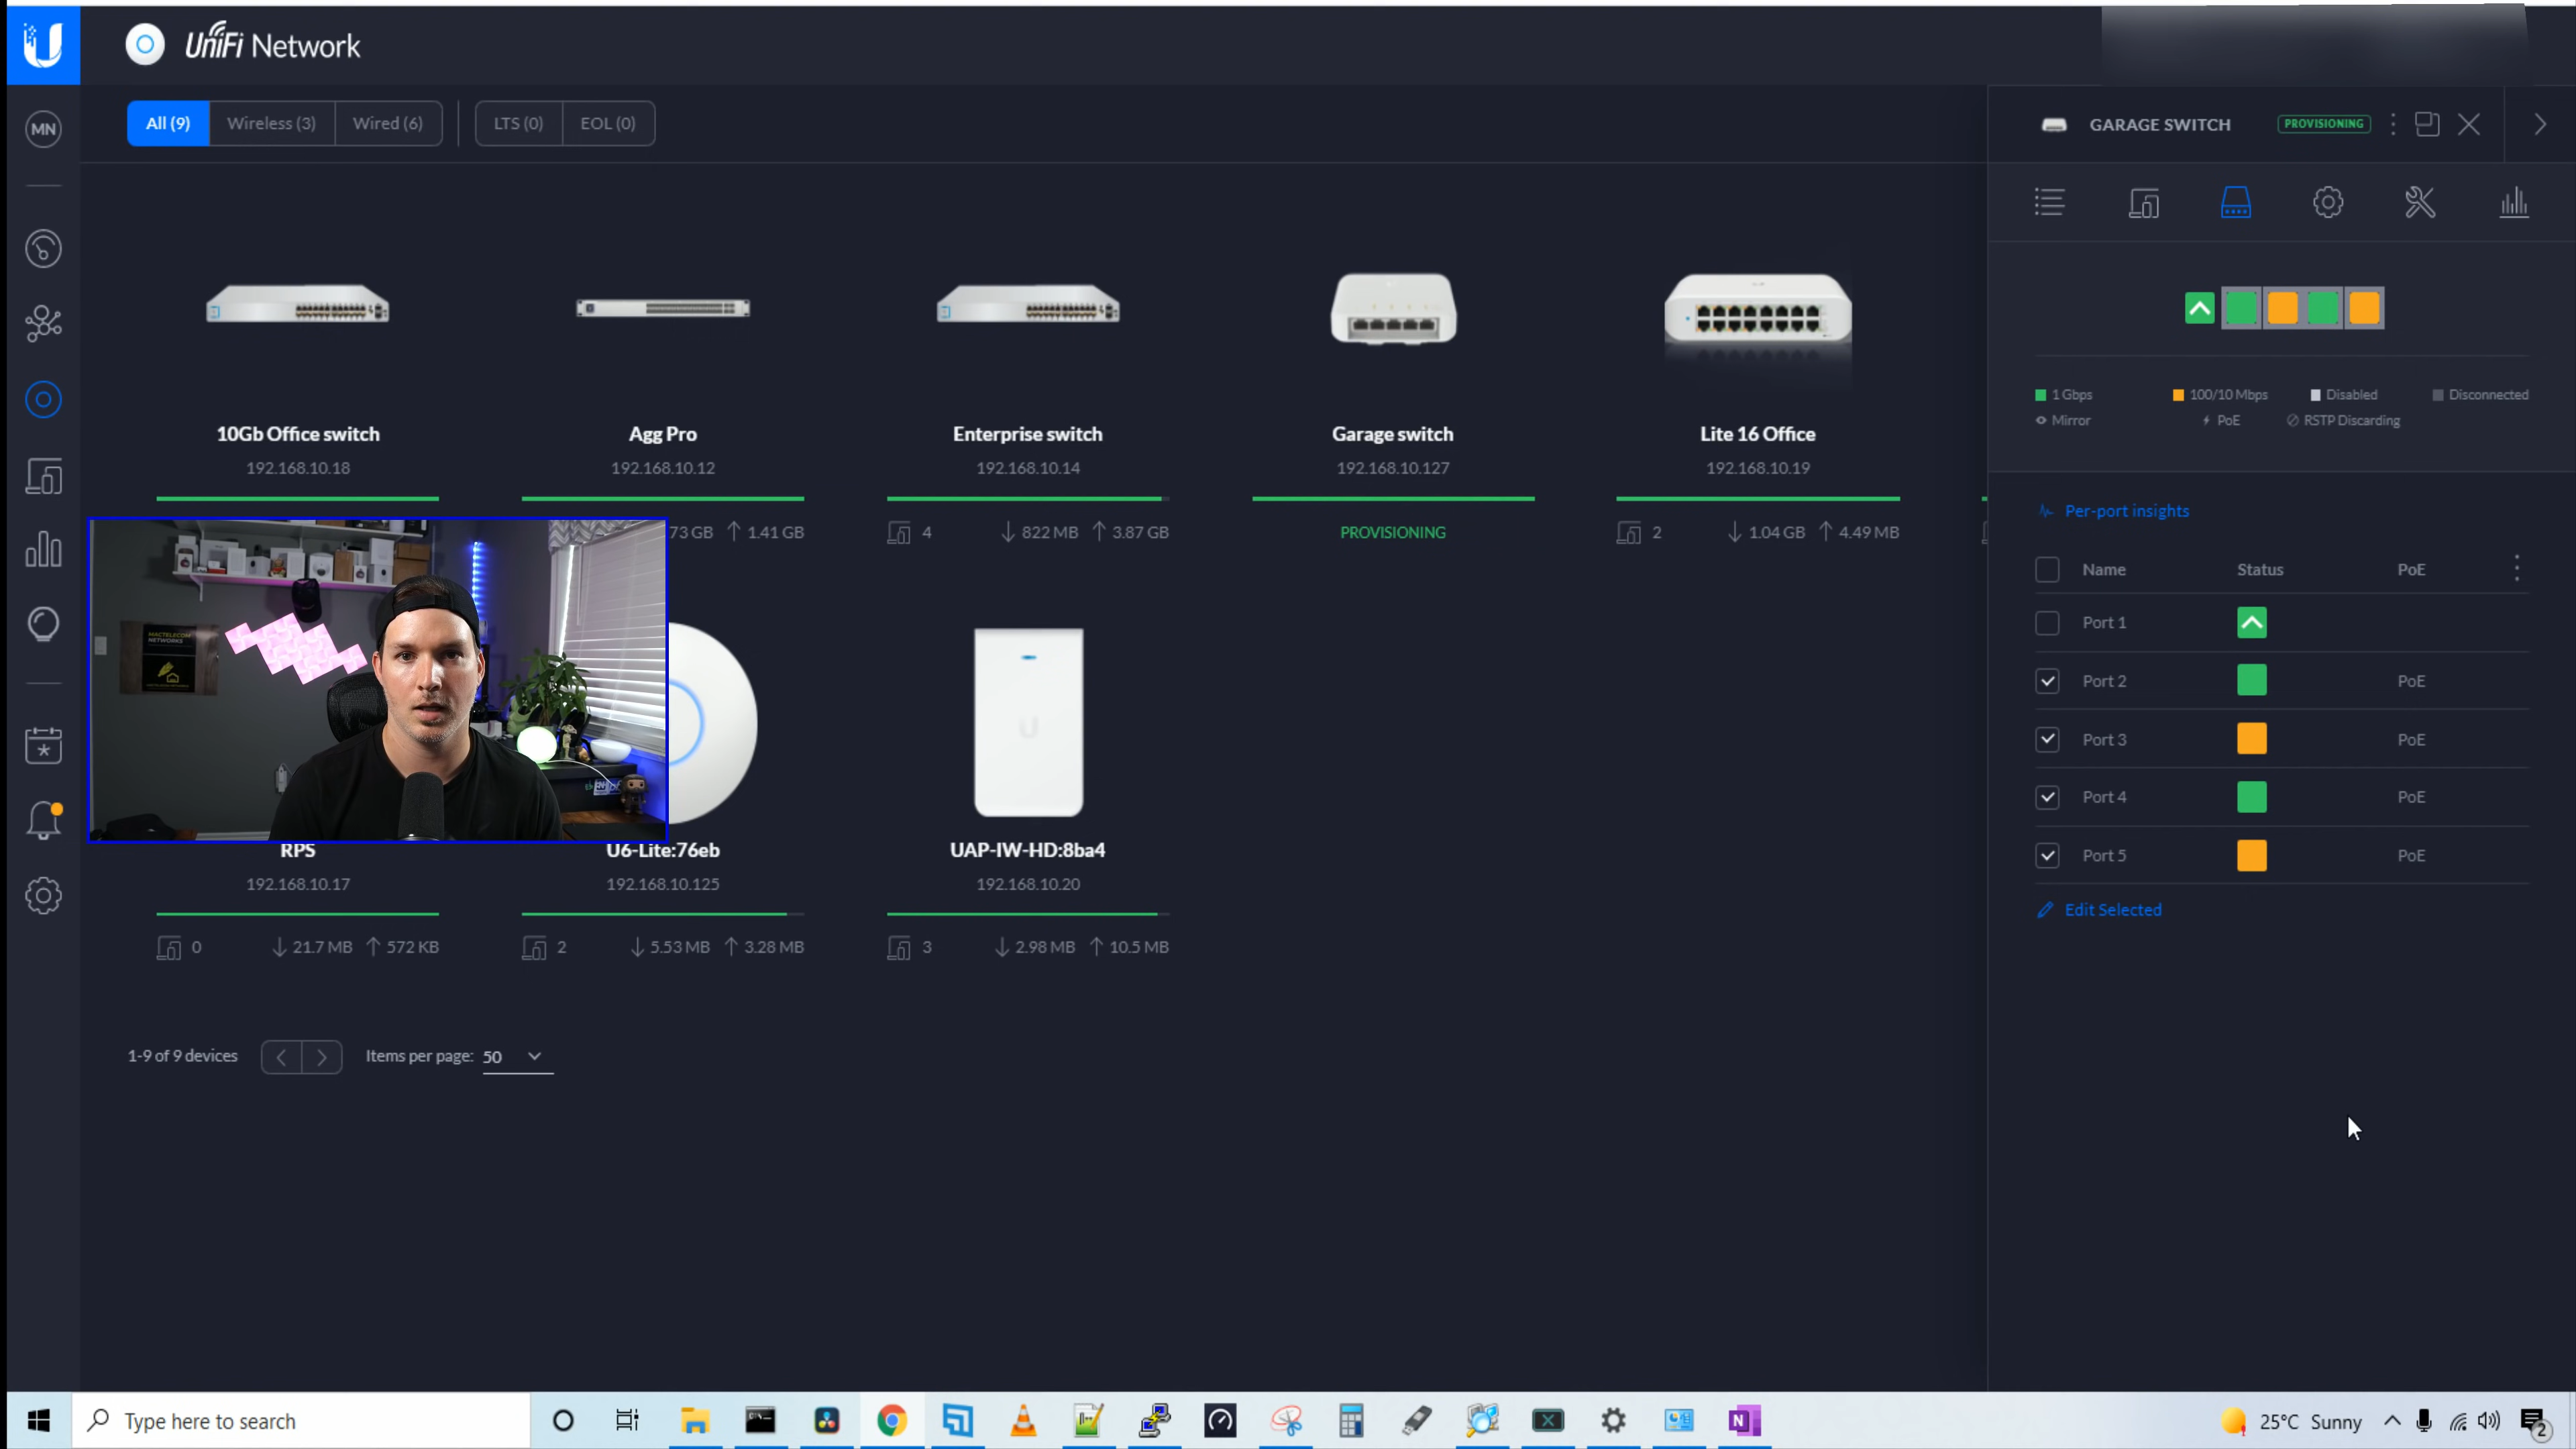 UniFi Network
MN
All (9)
Wireless (3)
Wired (6)
LTS (0)
EOL (0)
GARAGE SWITCH
PROVISIONING
10Gb Office switch
192.168.10.18
Agg Pro
192.168.10.12
73 GB
1.41 GB
Enterprise switch
192.168.10.14
4
822 MB
3.87 GB
Garage switch
192.168.10.127
PROVISIONING
Lite 16 Office
192.168.10.19
2
1.04 GB
4.49 MB
1 Gbps
100/10 Mbps
Disabled
Disconnected
Mirror
PoE
RSTP Discarding
Per-port insights
Name
Status
PoE
Port 1
Port 2
PoE
Port 3
PoE
Port 4
PoE
Port 5
PoE
Edit Selected
MACTELECOM
NETWORKS
RPS
192.168.10.17
0
21.7 MB
572 KB
U6-Lite:76eb
192.168.10.125
2
5.53 MB
3.28 MB
UAP-IW-HD:8ba4
192.168.10.20
3
2.98 MB
10.5 MB
1-9 of 9 devices
Items per page: 50
Type here to search
25°C Sunny
2